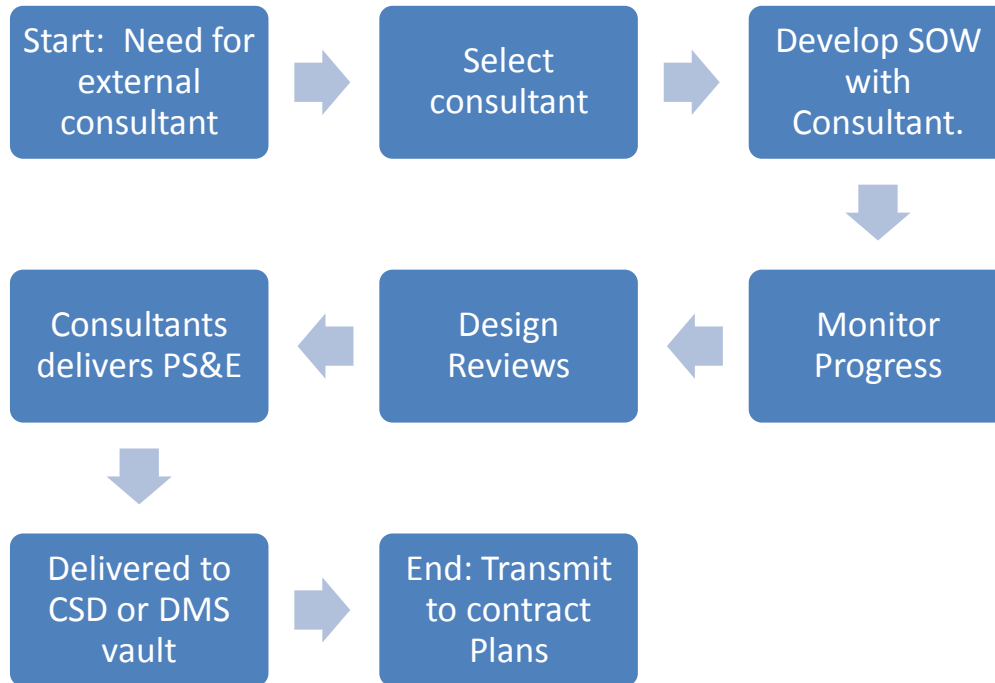 Start:  Need for
external
consultant
Select
consultant
Develop SOW
with
Consultant.
Monitor
Progress
Design
Reviews
Consultants
delivers PS&E
Delivered to
CSD or DMS
vault
End: Transmit
to contract
Plans